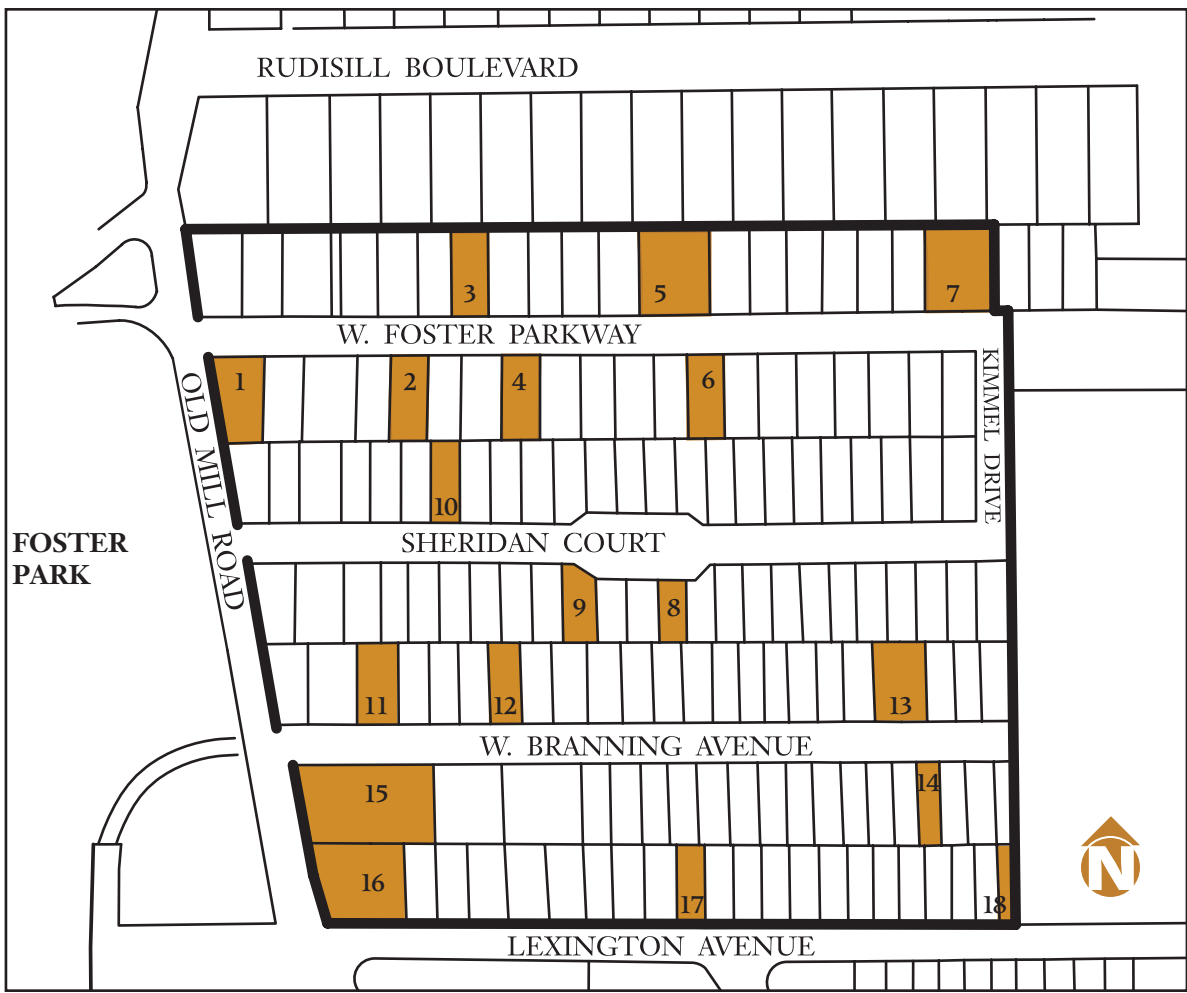 RUDISILL BOULEVARD
3
5
7
W. FOSTER PARKWAY
1
2
4
6
KIMMEL DRIVE
OLD MILL ROAD
10
FOSTER
PARK
SHERIDAN COURT
9
8
11
12
13
W. BRANNING AVENUE
15
14
16
17
18
N
LEXINGTON AVENUE